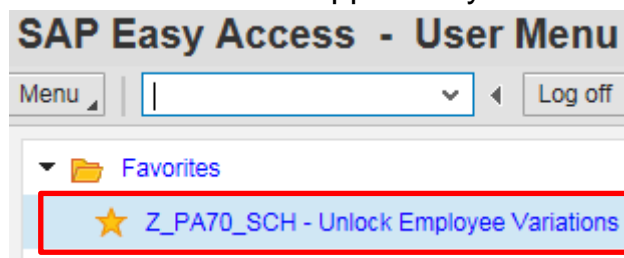 SAP Easy Access - User Menu
Menu
Log off
Favorites
Z_PA70_SCH - Unlock Employee Variations